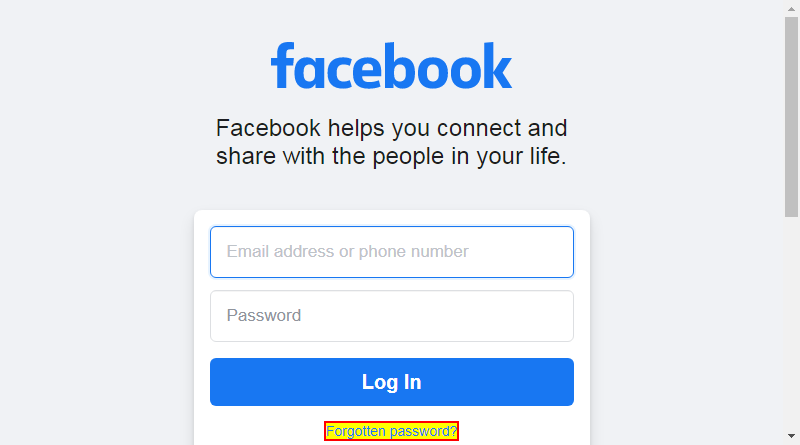 facebook
Facebook helps you connect and
share with the people in your life.
Email address or phone number
Password
Log In
Forgotten password?